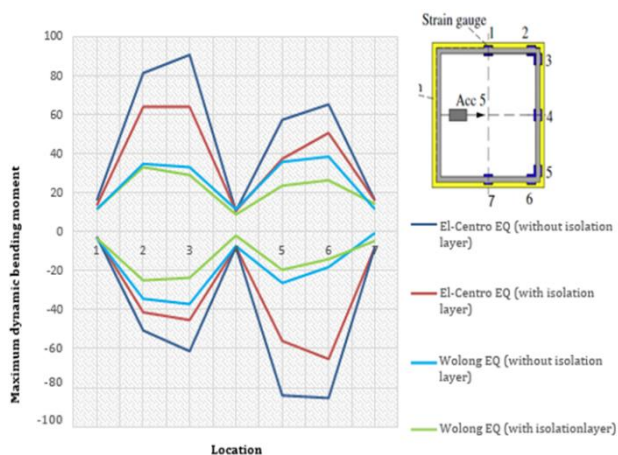 100
80
60
40
20
0
-20
-40
-60
-80
-100
1
2
3
4
5
6
7
Maximum dynamic bending moment
Location
Strain gauge
1
2
3
Acc 5
4
5
7
6
El-Centro EQ (without isolation
layer)
El-Centro EQ (with isolation
layer)
Wolong EQ (without isolation
layer)
Wolong EQ (with isolationlayer)